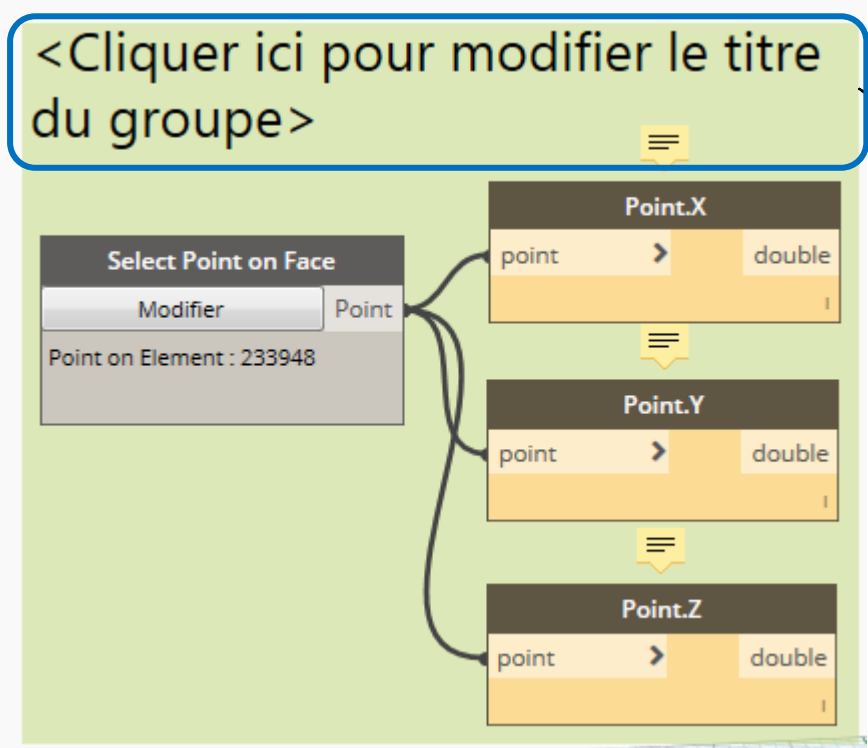 <Cliquer ici pour modifier le titre
du groupe>
Select Point on Face
Modifier
Point
Point on Element : 233948
Point.X
point > double
l
Point.Y
point > double
l
Point.Z
point > double
l